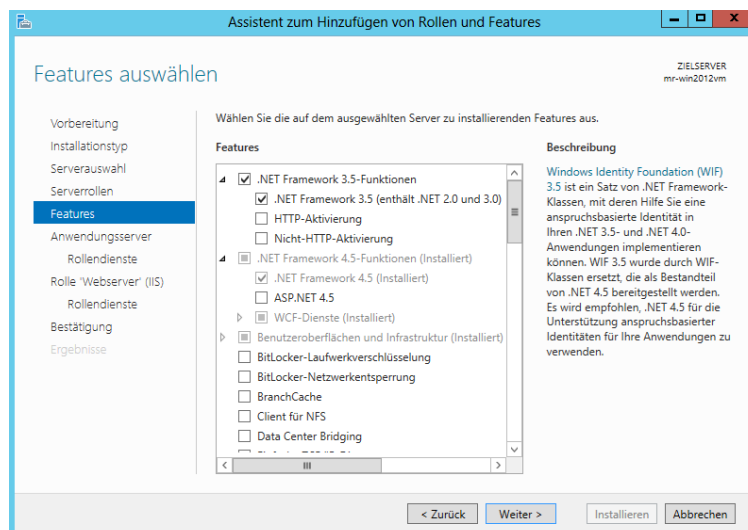 Assistent zum Hinzufügen von Rollen und Features
Features auswählen
ZIELSERVER
mr-win2012vm
Vorbereitung
Installationstyp
Serverauswahl
Serverrollen
Features
Anwendungsserver
Rollendienste
Rolle 'Webserver' (IIS)
Rollendienste
Bestätigung
Ergebnisse
Wählen Sie die auf dem ausgewählten Server zu installierenden Features aus.
Features
.NET Framework 3.5-Funktionen
.NET Framework 3.5 (enthält .NET 2.0 und 3.0)
HTTP-Aktivierung
Nicht-HTTP-Aktivierung
.NET Framework 4.5-Funktionen (Installiert)
.NET Framework 4.5 (Installiert)
ASP.NET 4.5
WCF-Dienste (Installiert)
Benutzeroberflächen und Infrastruktur (Installiert)
BitLocker-Laufwerkverschlüsselung
BitLocker-Netzwerkentsperrung
BranchCache
Client für NFS
Data Center Bridging
Beschreibung
Windows Identity Foundation (WIF)
3.5 ist ein Satz von .NET Framework-
Klassen, mit deren Hilfe Sie eine
anspruchsbasierte Identität in
Ihren .NET 3.5- und .NET 4.0-
Anwendungen implementieren
können. WIF 3.5 wurde durch WIF-
Klassen ersetzt, die als Bestandteil
von .NET 4.5 bereitgestellt werden.
Es wird empfohlen, .NET 4.5 für die
Unterstützung anspruchsbasierter
Identitäten für Ihre Anwendungen zu
verwenden.
< Zurück
Weiter >
Installieren
Abbrechen